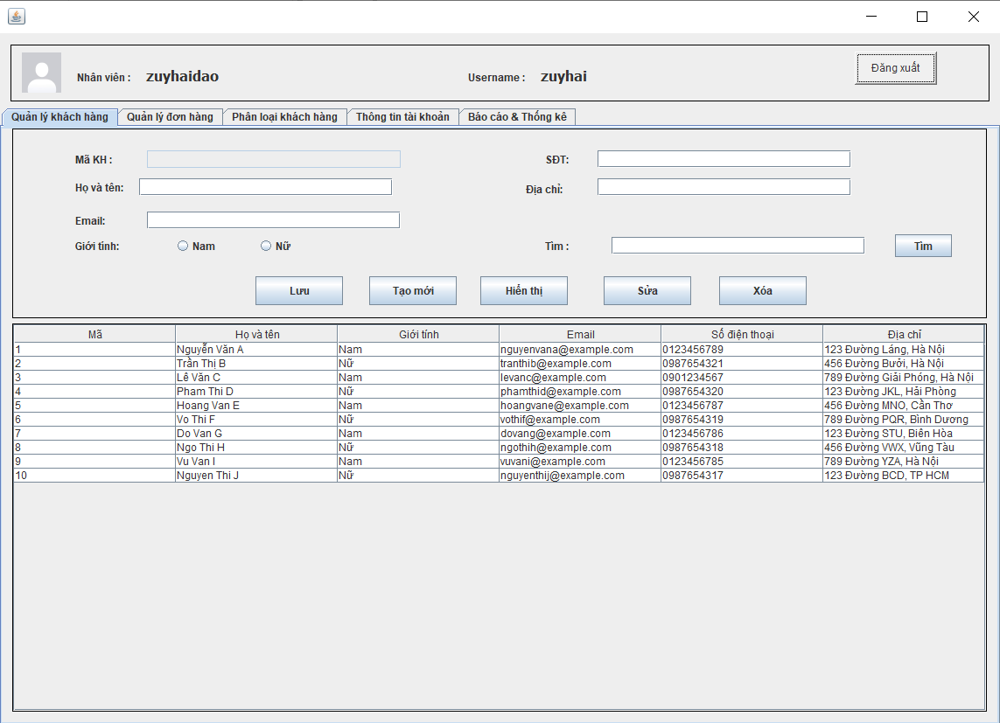 Nhân viên : zuyhaidao Username : zuyhai Đăng xuất
Quản lý khách hàng Quản lý đơn hàng Phân loại khách hàng Thông tin tài khoản Báo cáo & Thống kê
Mã KH : SĐT:
Họ và tên: Địa chỉ:
Email:
Giới tính: Nam Nữ Tìm : Tìm
Lưu Tạo mới Hiển thị Sửa Xóa
Mã Họ và tên Giới tính Email Số điện thoại Địa chỉ
1 Nguyễn Văn A Nam nguyenvana@example.com 0123456789 123 Đường Láng, Hà Nội
2 Trần Thị B Nữ tranthib@example.com 0987654321 456 Đường Bưởi, Hà Nội
3 Lê Văn C Nam levanc@example.com 0901234567 789 Đường Giải Phóng, Hà Nội
4 Pham Thi D Nữ phamthid@example.com 0987654320 123 Đường JKL, Hải Phòng
5 Hoang Van E Nam hoangvane@example.com 0123456787 456 Đường MNO, Cần Thơ
6 Vo Thi F Nữ vothif@example.com 0987654319 789 Đường PQR, Bình Dương
7 Do Van G Nam dovang@example.com 0123456786 123 Đường STU, Biên Hòa
8 Ngo Thi H Nữ ngothih@example.com 0987654318 456 Đường VWX, Vũng Tàu
9 Vu Van I Nam vuvani@example.com 0123456785 789 Đường YZA, Hà Nội
10 Nguyen Thi J Nữ nguyenthij@example.com 0987654317 123 Đường BCD, TP HCM